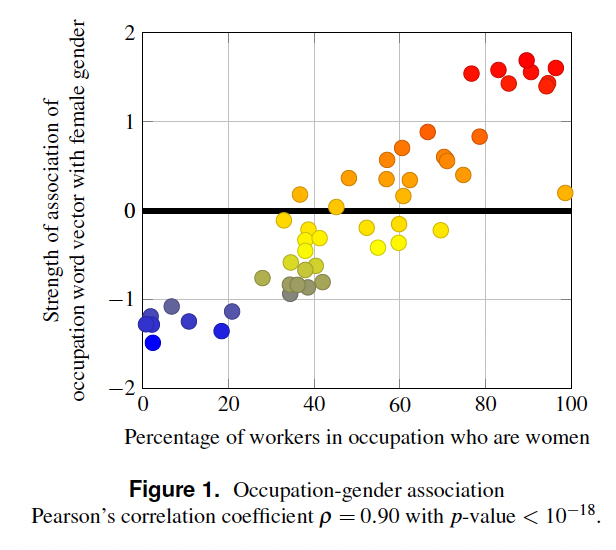 Strength of association of
occupation word vector with female gender
2
1
0
−1
−2
0 20 40 60 80 100
Percentage of workers in occupation who are women
Figure 1. Occupation-gender association
Pearson's correlation coefficient ρ = 0.90 with p-value < 10⁻¹⁸.